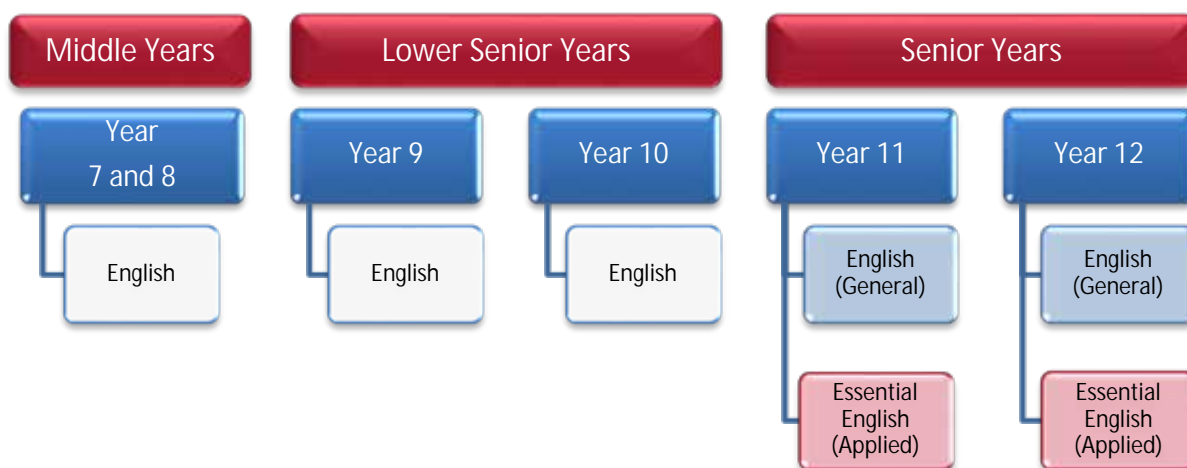 Middle Years
Lower Senior Years
Senior Years
Year
7 and 8
Year 9
Year 10
Year 11
Year 12
English
English
English
English
(General)
English
(General)
Essential
English
(Applied)
Essential
English
(Applied)